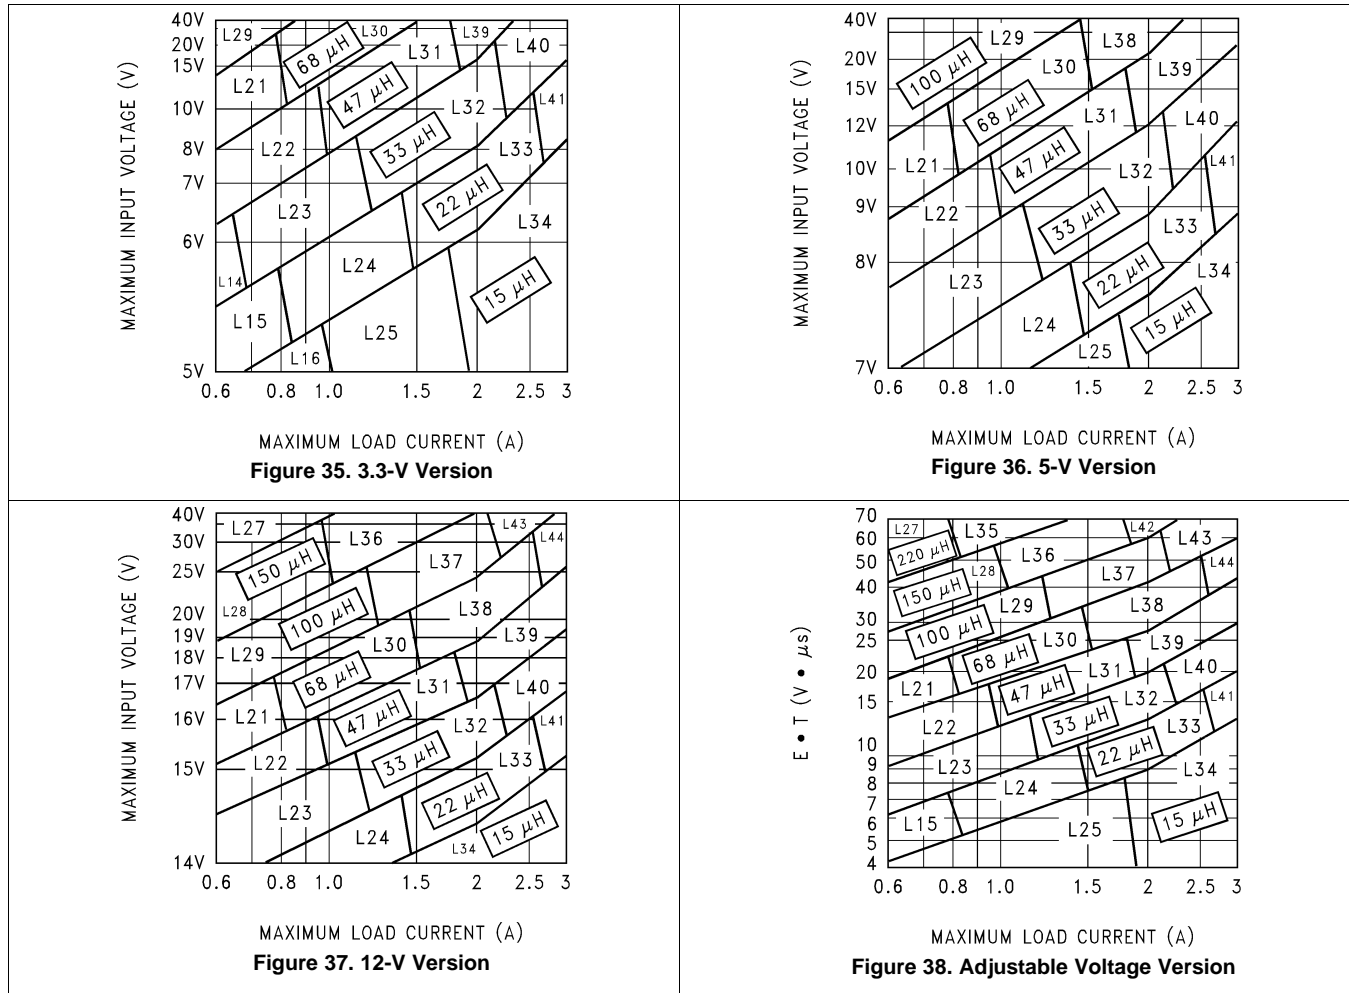 40V
20V
15V
10V
8V
7V
6V
5V
MAXIMUM INPUT VOLTAGE (V)
L29
L30
L39
L40
68 μH
L31
L21
47 μH
L41
L32
L22
33 μH
L33
L23
22 μH
L34
L14
L24
15 μH
L15
L25
L16
0.6 0.8 1.0 1.5 2 2.5 3
MAXIMUM LOAD CURRENT (A)
Figure 35. 3.3-V Version
40V
20V
15V
12V
10V
9V
8V
7V
MAXIMUM INPUT VOLTAGE (V)
L29
L38
100 μH
L30
L39
68 μH
L31
L40
L21
47 μH
L32
L41
L22
33 μH
L33
L23
22 μH
L34
L24
15 μH
L25
0.6 0.8 1.0 1.5 2 2.5 3
MAXIMUM LOAD CURRENT (A)
Figure 36. 5-V Version
40V
30V
25V
20V
19V
18V
17V
16V
15V
14V
MAXIMUM INPUT VOLTAGE (V)
L27
L36
L43
L44
150 μH
L37
L28
100 μH
L38
L29
L30
L39
68 μH
L31
L40
L21
47 μH
L32
L41
L22
33 μH
L33
L23
22 μH
L24
15 μH
L34
0.6 0.8 1.0 1.5 2 2.5 3
MAXIMUM LOAD CURRENT (A)
Figure 37. 12-V Version
70
60
50
40
30
25
20
15
10
9
8
7
6
5
4
E • T (V • μs)
L27
L35
L42
L43
220 μH
L36
L44
L28
L37
150 μH
L29
L38
100 μH
L30
L39
68 μH
L31
L40
L21
47 μH
L32
L41
L22
33 μH
L33
22 μH
L23
L34
L24
15 μH
L15
L25
0.6 0.8 1.0 1.5 2 2.5 3
MAXIMUM LOAD CURRENT (A)
Figure 38. Adjustable Voltage Version